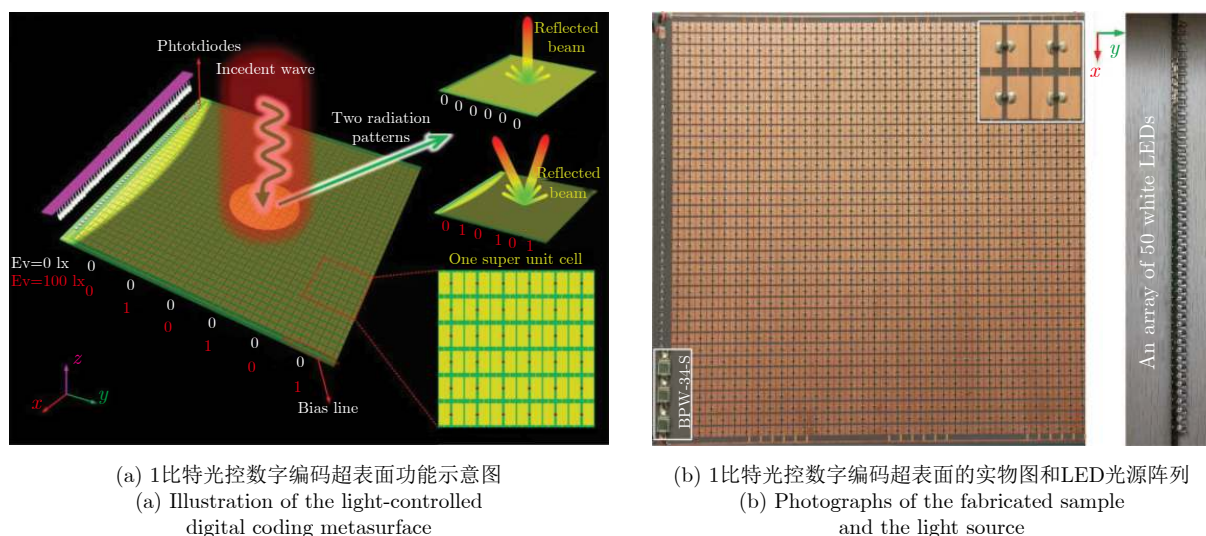 Phtotdiodes
Incedent wave
Two radiation
patterns
Reflected
beam
0 0 0 0 0 0
Reflected
beam
0 1 0 1 0 1
One super unit cell
Ev=0 lx 0 0 0 0 0 0
Ev=100 lx 0 1 0 1 0 1
Bias line
z
x
y
BPW-34-S
y
x
An array of 50 white LEDs
(a) 1比特光控数字编码超表面功能示意图
(a) Illustration of the light-controlled
digital coding metasurface
(b) 1比特光控数字编码超表面的实物图和LED光源阵列
(b) Photographs of the fabricated sample
and the light source